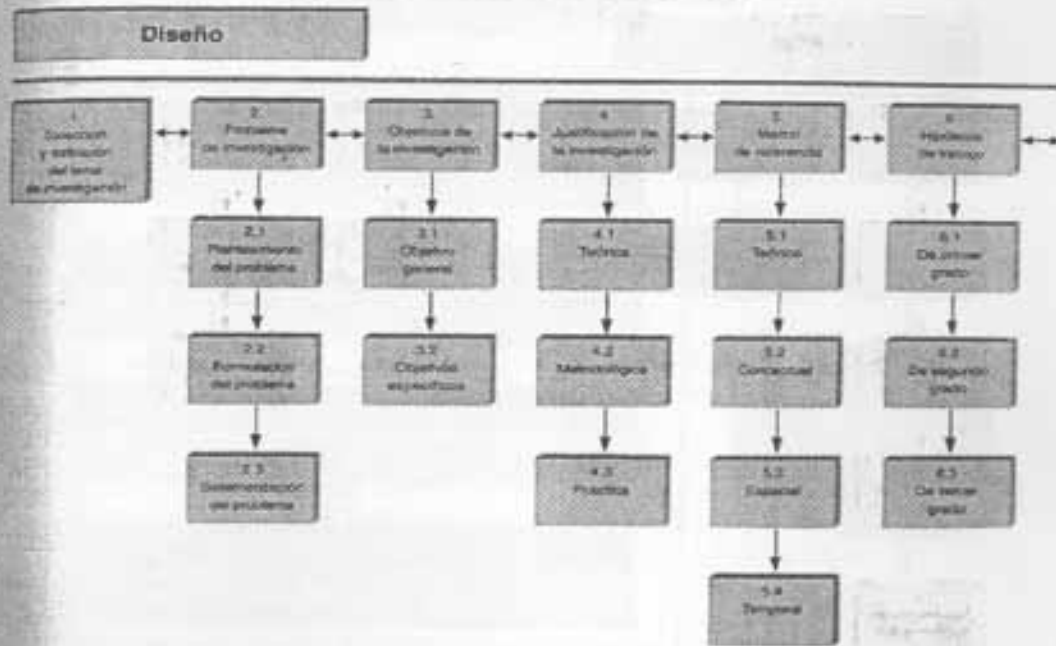 Diseño
1.
Selección
y definición
del tema
de investigación
2.
Problema
de investigación
3.
Objetivos de
la investigación
4.
Justificación de
la investigación
5.
Marco
de referencia
6.
Hipótesis
de trabajo
2.1
Planteamiento
del problema
3.1
Objetivo
general
4.1
Teórica
5.1
Teórico
6.1
De primer
grado
2.2
Formulación
del problema
3.2
Objetivos
específicos
4.2
Metodológica
5.2
Conceptual
6.2
De segundo
grado
2.3
Sistematización
del problema
4.3
Práctica
5.3
Espacial
6.3
De tercer
grado
5.4
Temporal